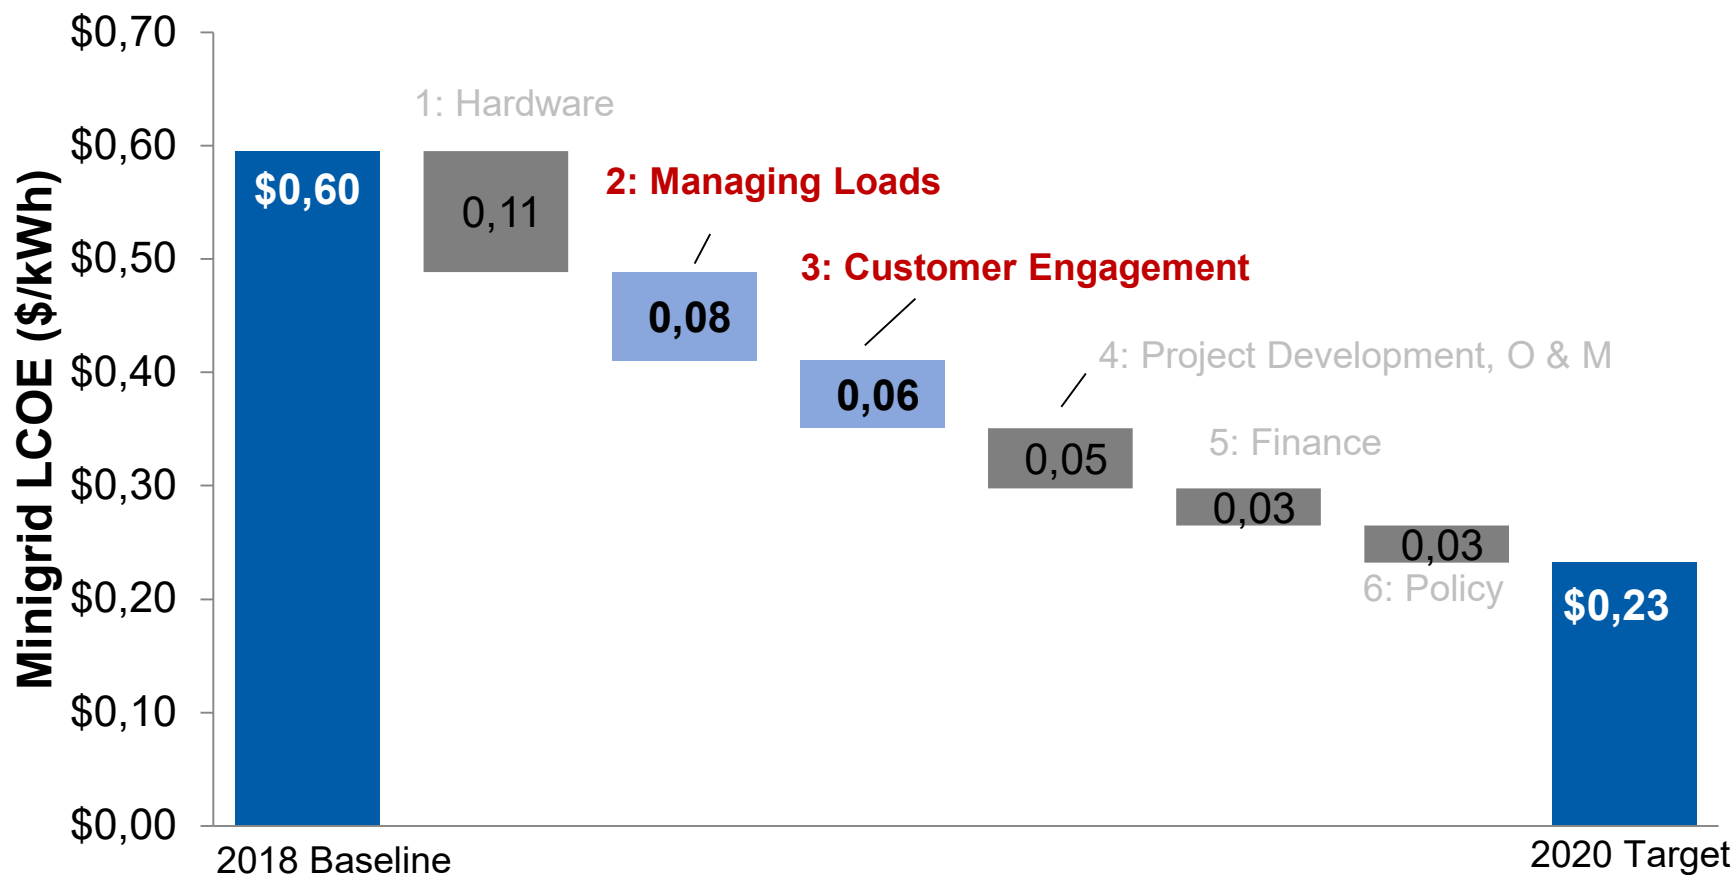 Minigrid LCOE ($/kWh)
$0,70
$0,60
$0,50
$0,40
$0,30
$0,20
$0,10
$0,00
$0,60
1: Hardware
0,11
2: Managing Loads
0,08
3: Customer Engagement
0,06
4: Project Development, O & M
0,05
5: Finance
0,03
0,03
6: Policy
$0,23
2018 Baseline
2020 Target